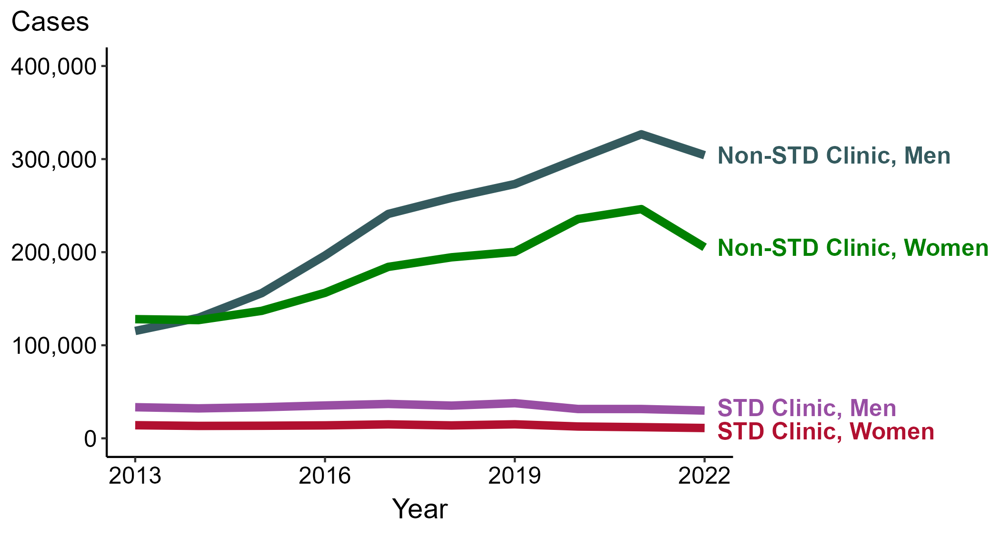 Cases
400,000
300,000
200,000
100,000
0
Non-STD Clinic, Men
Non-STD Clinic, Women
STD Clinic, Men
STD Clinic, Women
2013 2016 2019 2022
Year